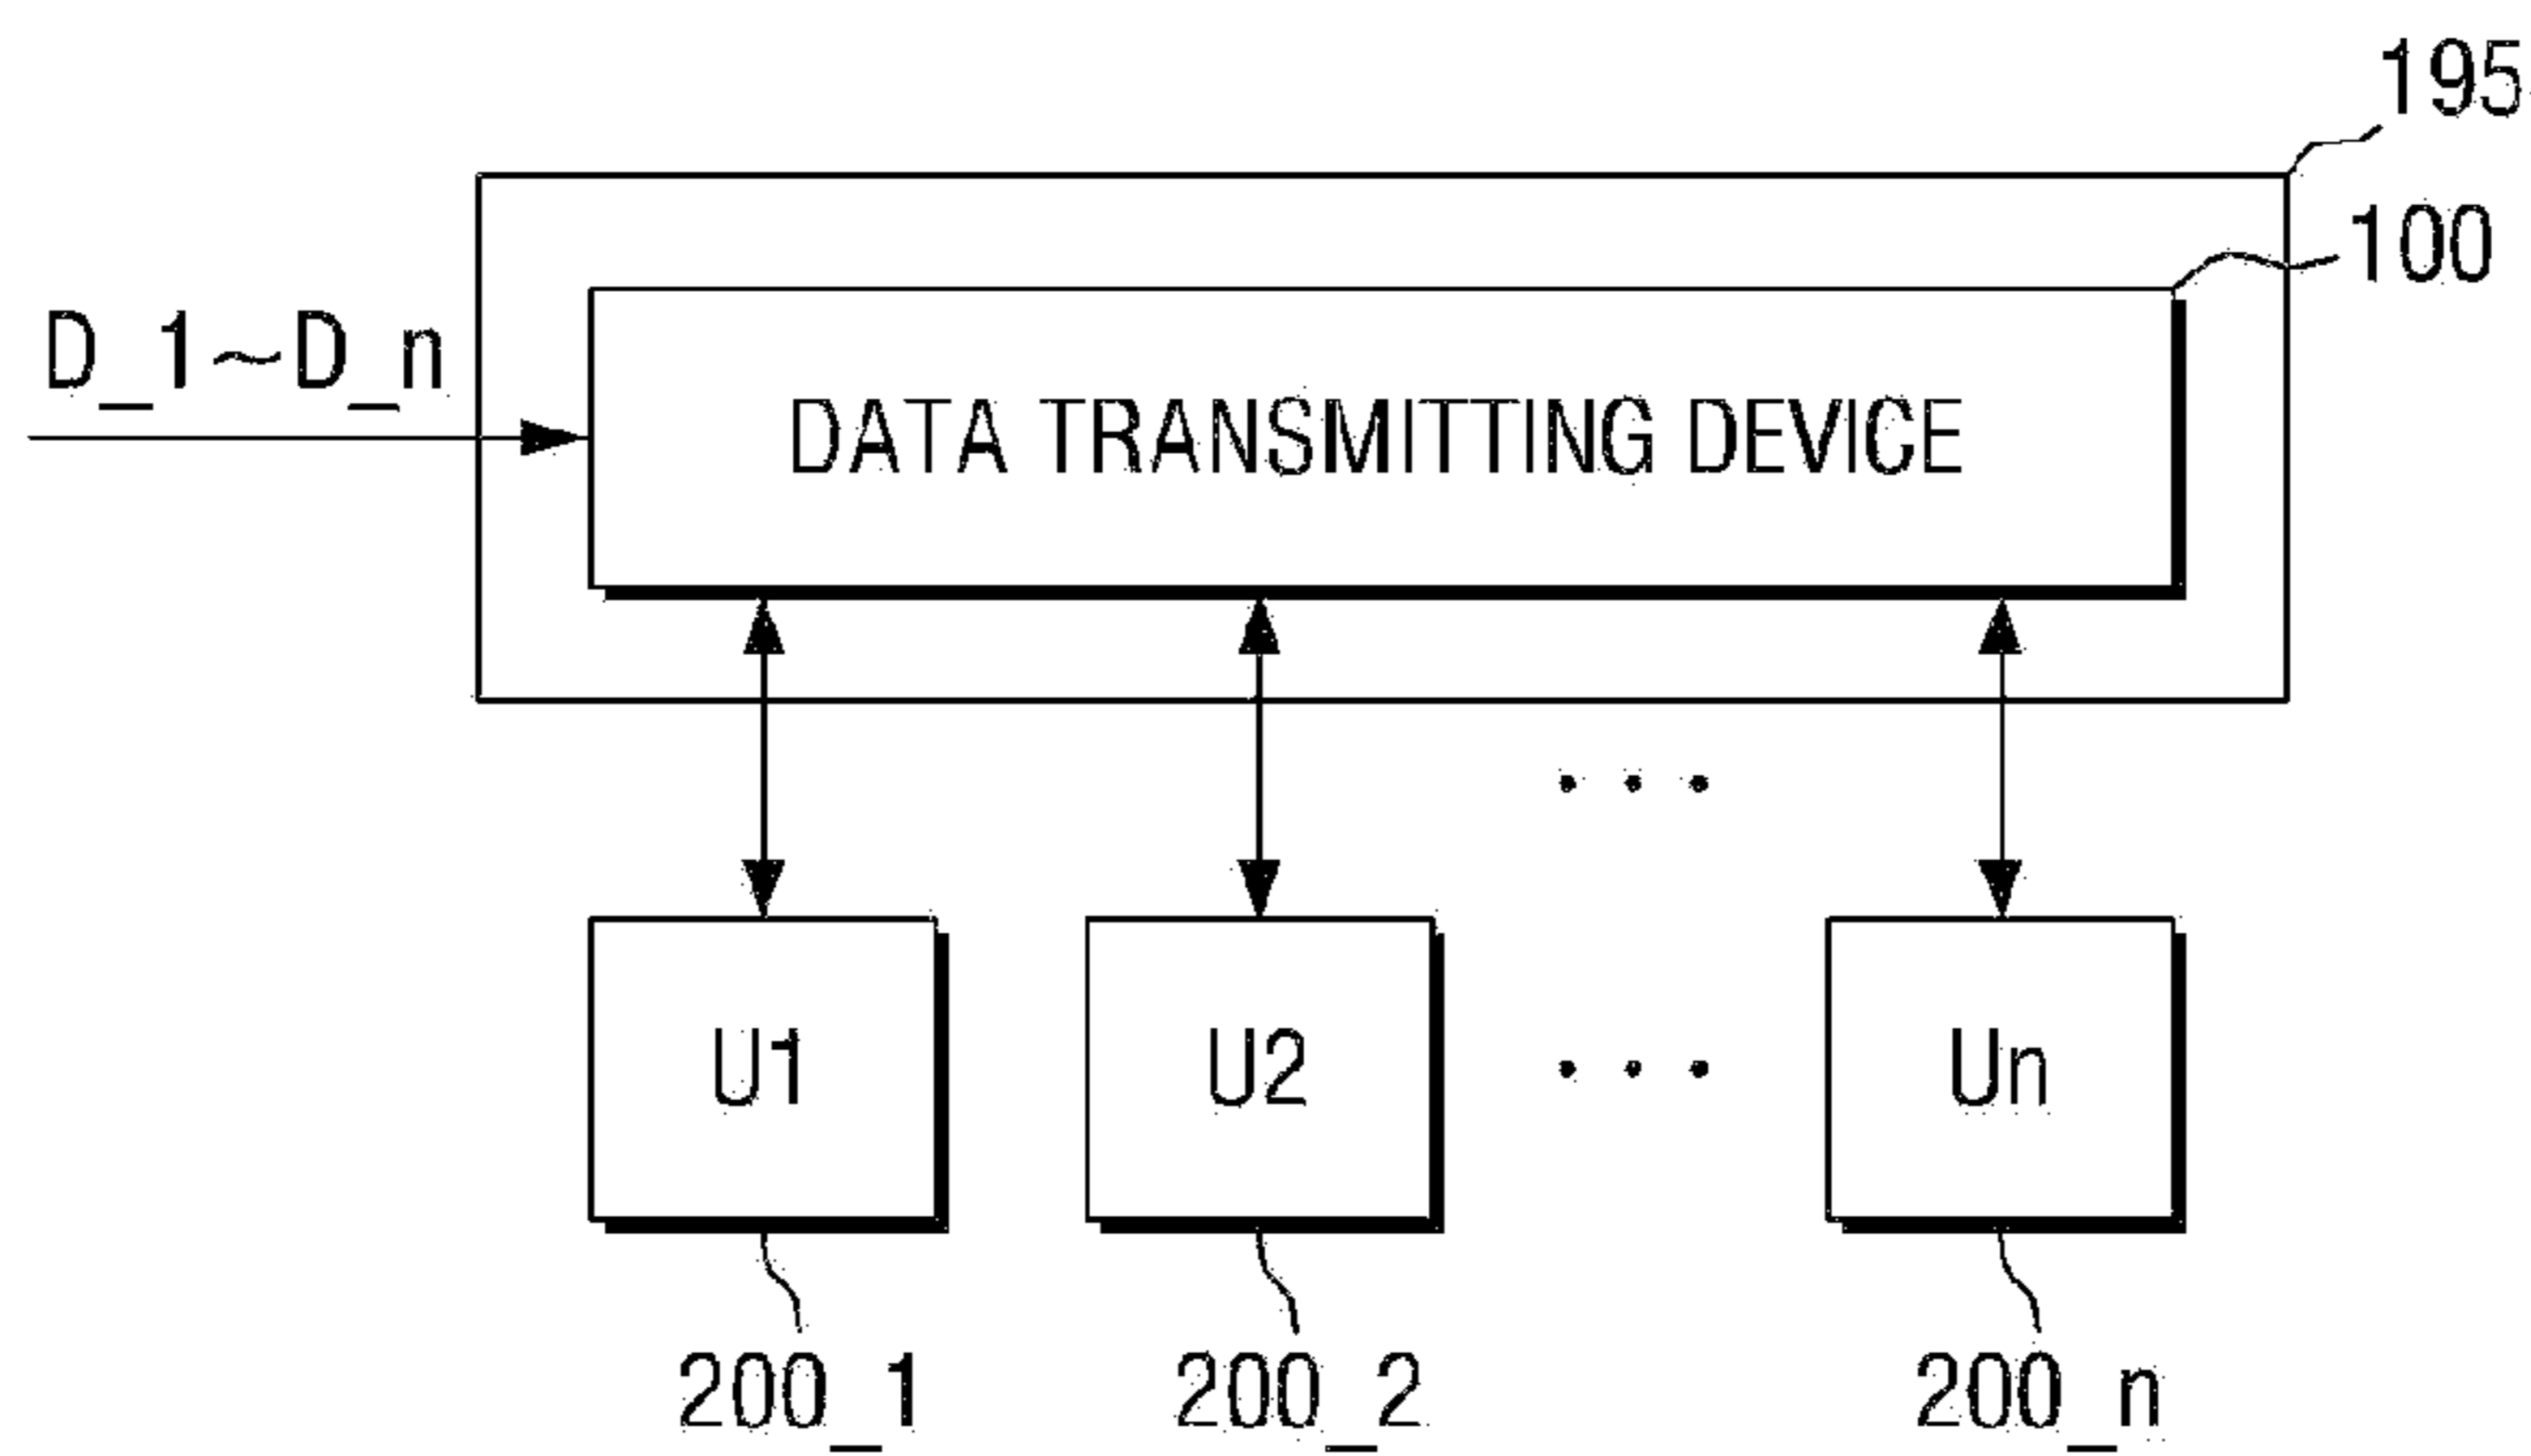 195
100
D_1~D_n
DATA TRANSMITTING DEVICE
• • •
U1 U2 • • • Un
200_1 200_2 200_n